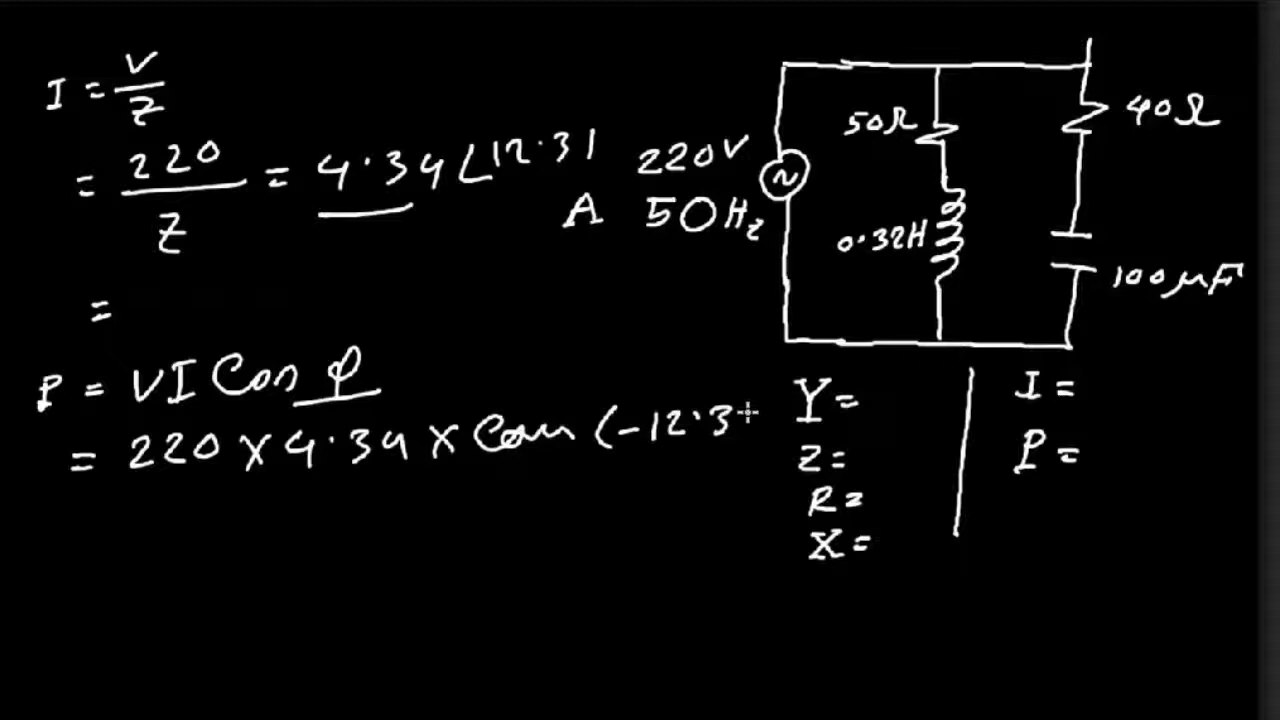 I = V/Z
= 220/Z = 4.34∠12.31
A
=
P = VI Cos φ
= 220 × 4.34 × Cos (-12.3
220V
50Hz
50Ω
0.32H
40Ω
100μF
Y =
Z =
R =
X =
I =
P =